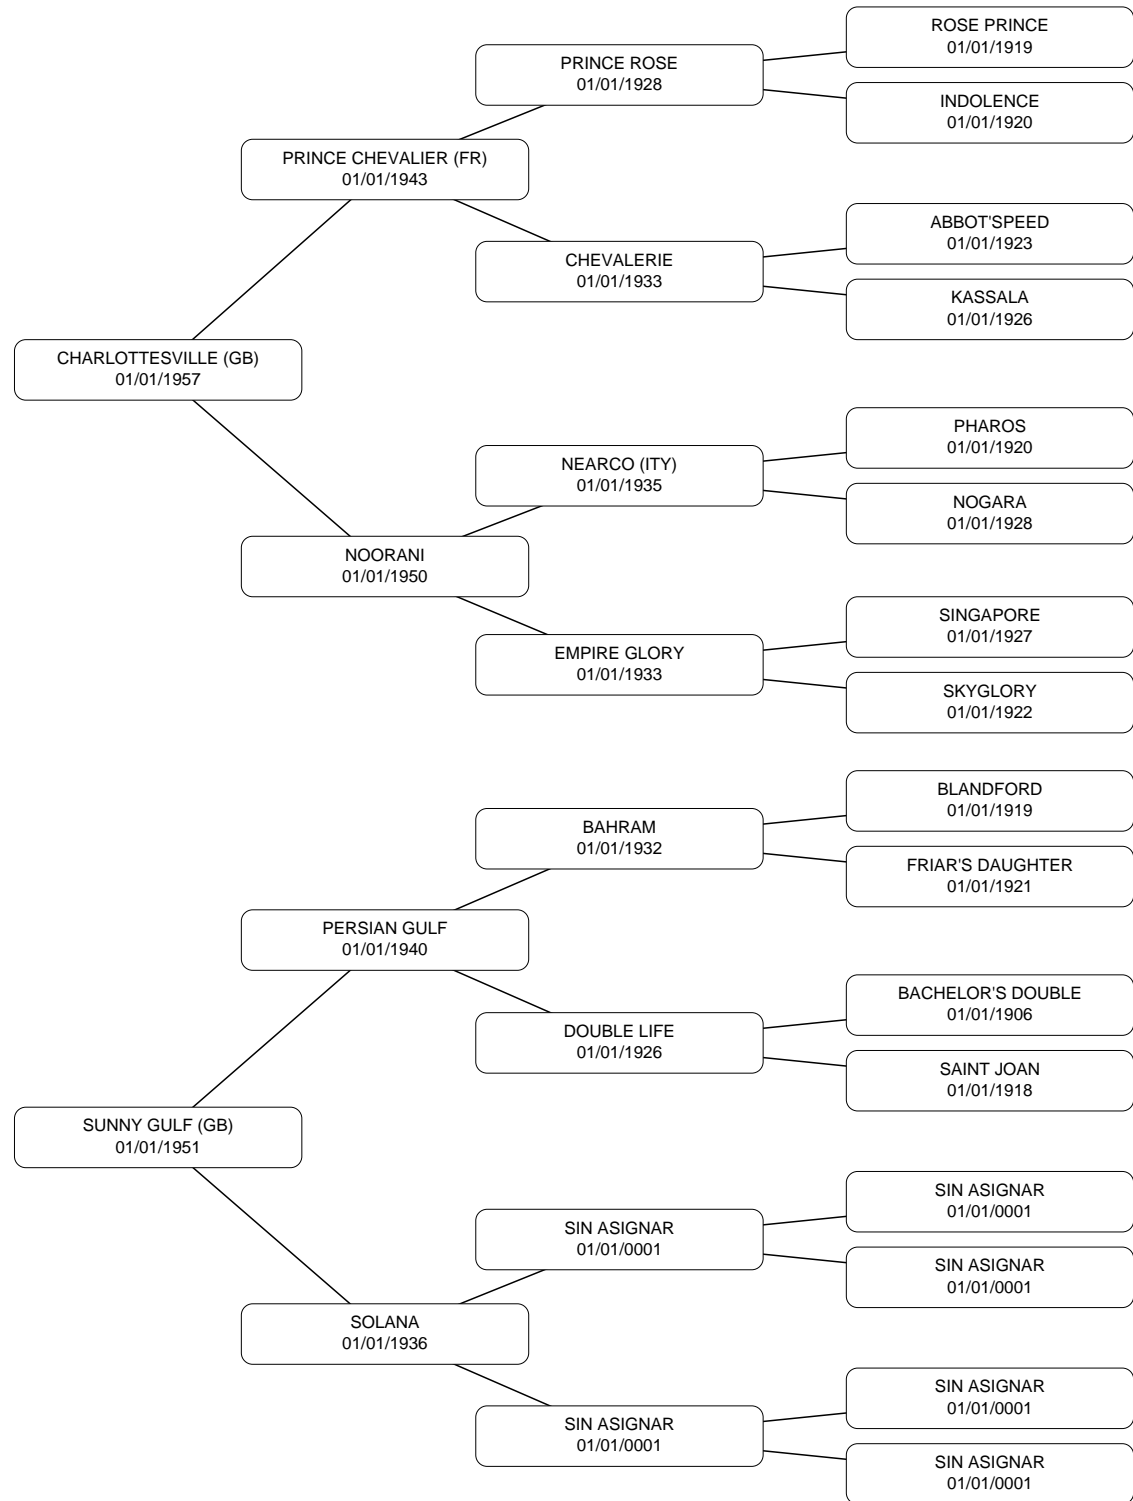 ROSE PRINCE
01/01/1919
PRINCE ROSE
01/01/1928
INDOLENCE
01/01/1920
PRINCE CHEVALIER (FR)
01/01/1943
ABBOT'SPEED
01/01/1923
CHEVALERIE
01/01/1933
KASSALA
01/01/1926
CHARLOTTESVILLE (GB)
01/01/1957
PHAROS
01/01/1920
NEARCO (ITY)
01/01/1935
NOGARA
01/01/1928
NOORANI
01/01/1950
SINGAPORE
01/01/1927
EMPIRE GLORY
01/01/1933
SKYGLORY
01/01/1922
BLANDFORD
01/01/1919
BAHRAM
01/01/1932
FRIAR'S DAUGHTER
01/01/1921
PERSIAN GULF
01/01/1940
BACHELOR'S DOUBLE
01/01/1906
DOUBLE LIFE
01/01/1926
SAINT JOAN
01/01/1918
SUNNY GULF (GB)
01/01/1951
SIN ASIGNAR
01/01/0001
SIN ASIGNAR
01/01/0001
SIN ASIGNAR
01/01/0001
SOLANA
01/01/1936
SIN ASIGNAR
01/01/0001
SIN ASIGNAR
01/01/0001
SIN ASIGNAR
01/01/0001